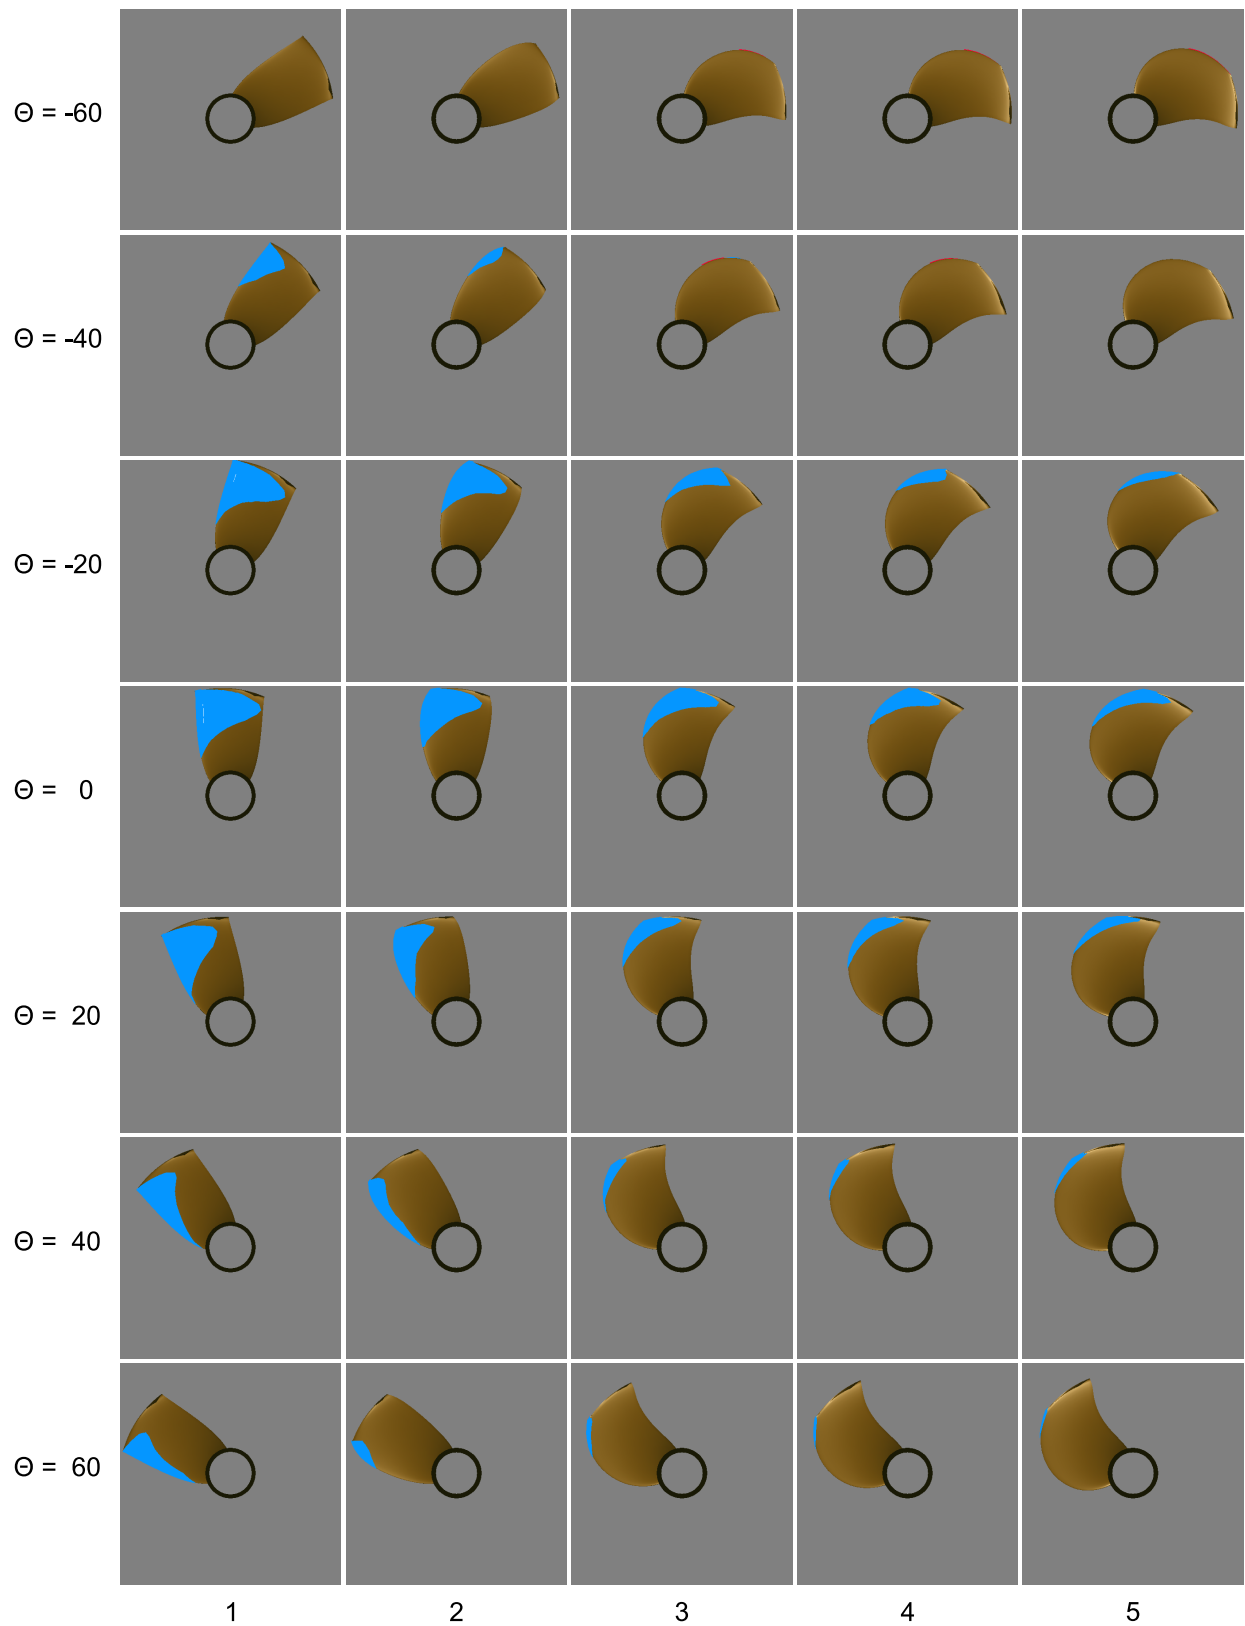 Θ = -60
Θ = -40
Θ = -20
Θ = 0
Θ = 20
Θ = 40
Θ = 60
1 2 3 4 5